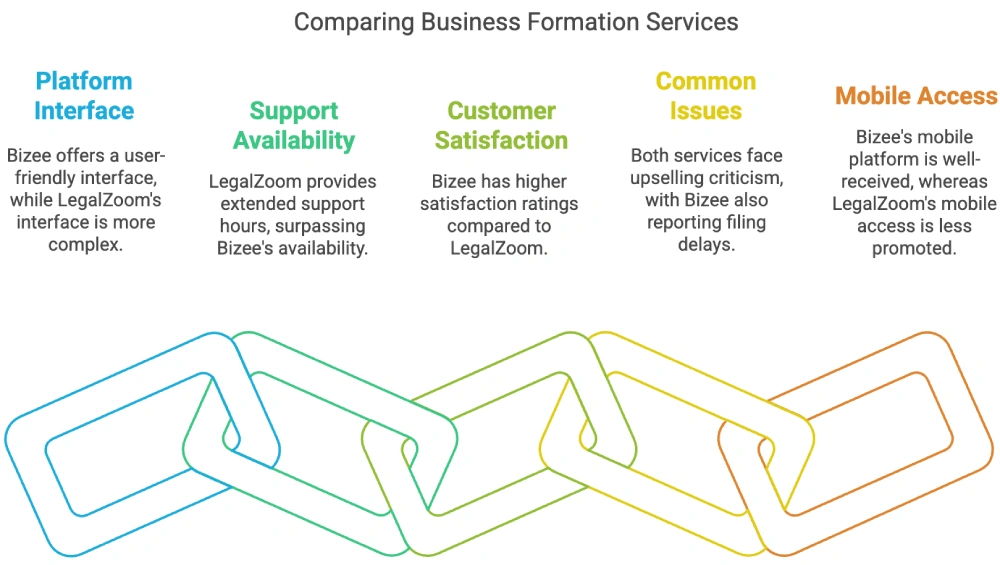 Comparing Business Formation Services
Platform
Interface
Bizee offers a user-
friendly interface,
while LegalZoom's
interface is more
complex.
Support
Availability
LegalZoom provides
extended support
hours, surpassing
Bizee's availability.
Customer
Satisfaction
Bizee has higher
satisfaction ratings
compared to
LegalZoom.
Common
Issues
Both services face
upselling criticism,
with Bizee also
reporting filing
delays.
Mobile Access
Bizee's mobile
platform is well-
received, whereas
LegalZoom's mobile
access is less
promoted.